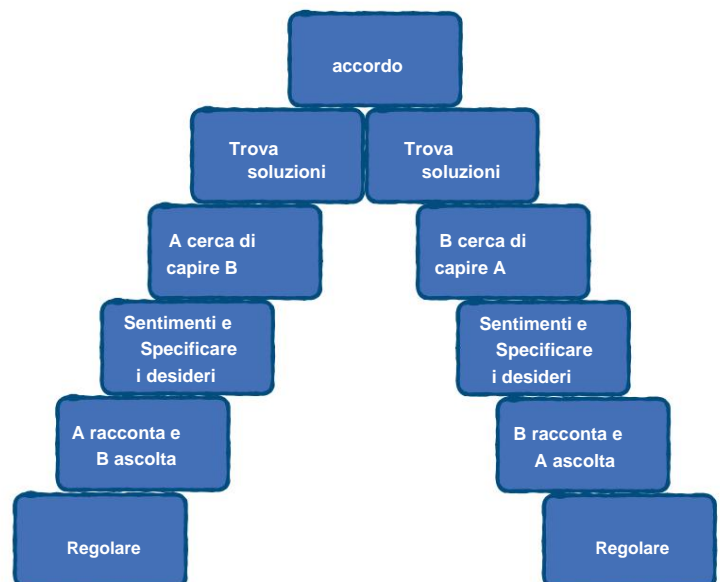 accordo
Trova
soluzioni
Trova
soluzioni
A cerca di
capire B
B cerca di
capire A
Sentimenti e
Specificare
i desideri
Sentimenti e
Specificare
i desideri
A racconta e
B ascolta
B racconta e
A ascolta
Regolare
Regolare